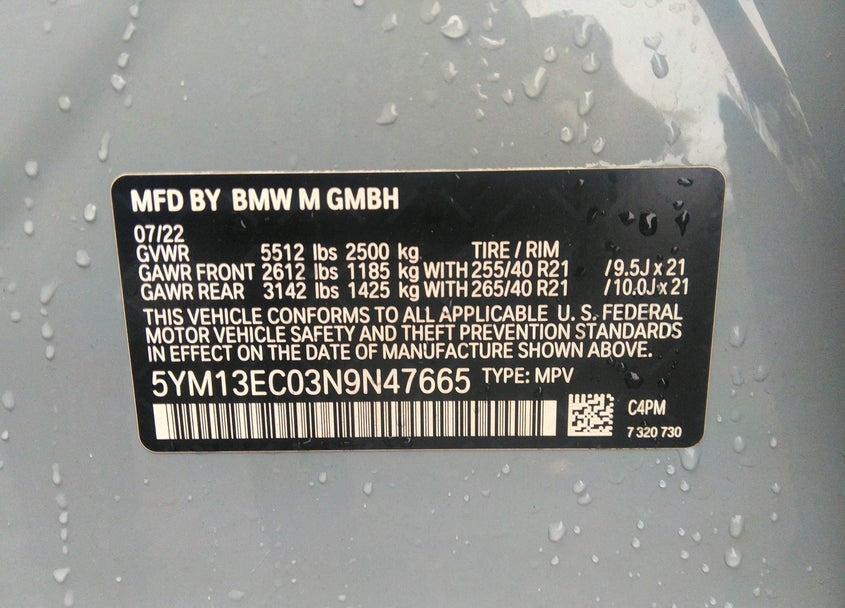 MFD BY BMW M GMBH
07/22
GVWR 5512 lbs 2500 kg TIRE / RIM
GAWR FRONT 2612 lbs 1185 kg WITH 255/40 R21 /9.5J x 21
GAWR REAR 3142 lbs 1425 kg WITH 265/40 R21 /10.0J x 21
THIS VEHICLE CONFORMS TO ALL APPLICABLE U. S. FEDERAL
MOTOR VEHICLE SAFETY AND THEFT PREVENTION STANDARDS
IN EFFECT ON THE DATE OF MANUFACTURE SHOWN ABOVE.
5YM13EC03N9N47665 TYPE: MPV
C4PM
7 320 730